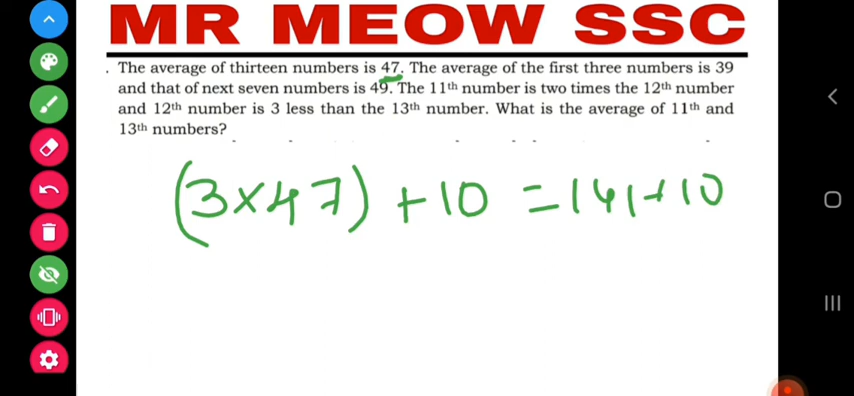 MR MEOW SSC
. The average of thirteen numbers is 47. The average of the first three numbers is 39
and that of next seven numbers is 49. The 11th number is two times the 12th number
and 12th number is 3 less than the 13th number. What is the average of 11th and
13th numbers?
(3×47)+10 =141+10